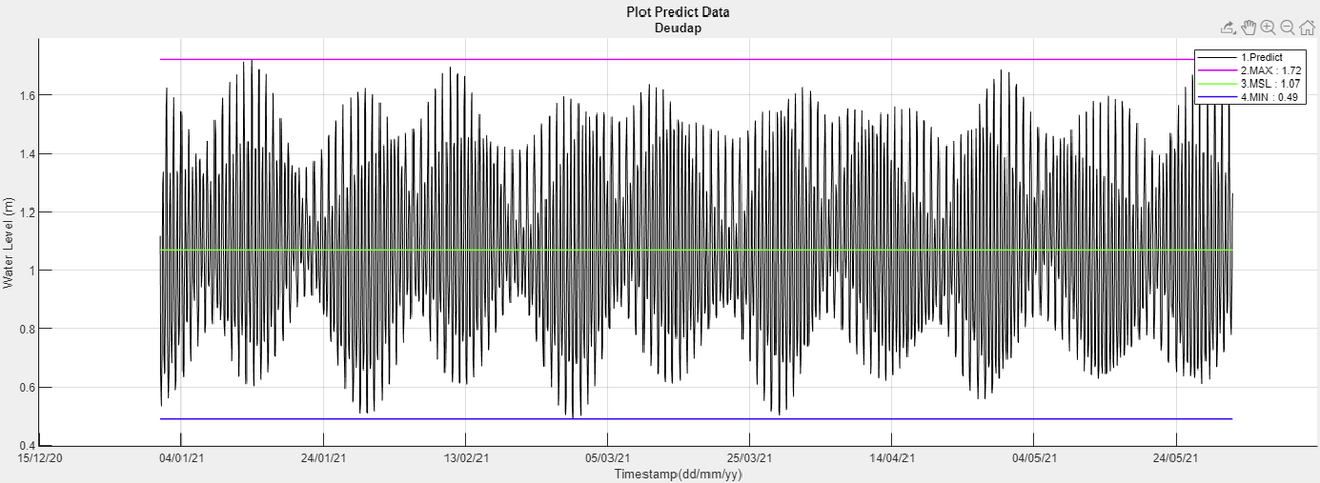 Plot Predict Data
Deudap
1.Predict
2.MAX : 1.72
3.MSL : 1.07
4.MIN : 0.49
Water Level (m)
1.6
1.4
1.2
1
0.8
0.6
0.4
15/12/20 04/01/21 24/01/21 13/02/21 05/03/21 25/03/21 14/04/21 04/05/21 24/05/21
Timestamp(dd/mm/yy)